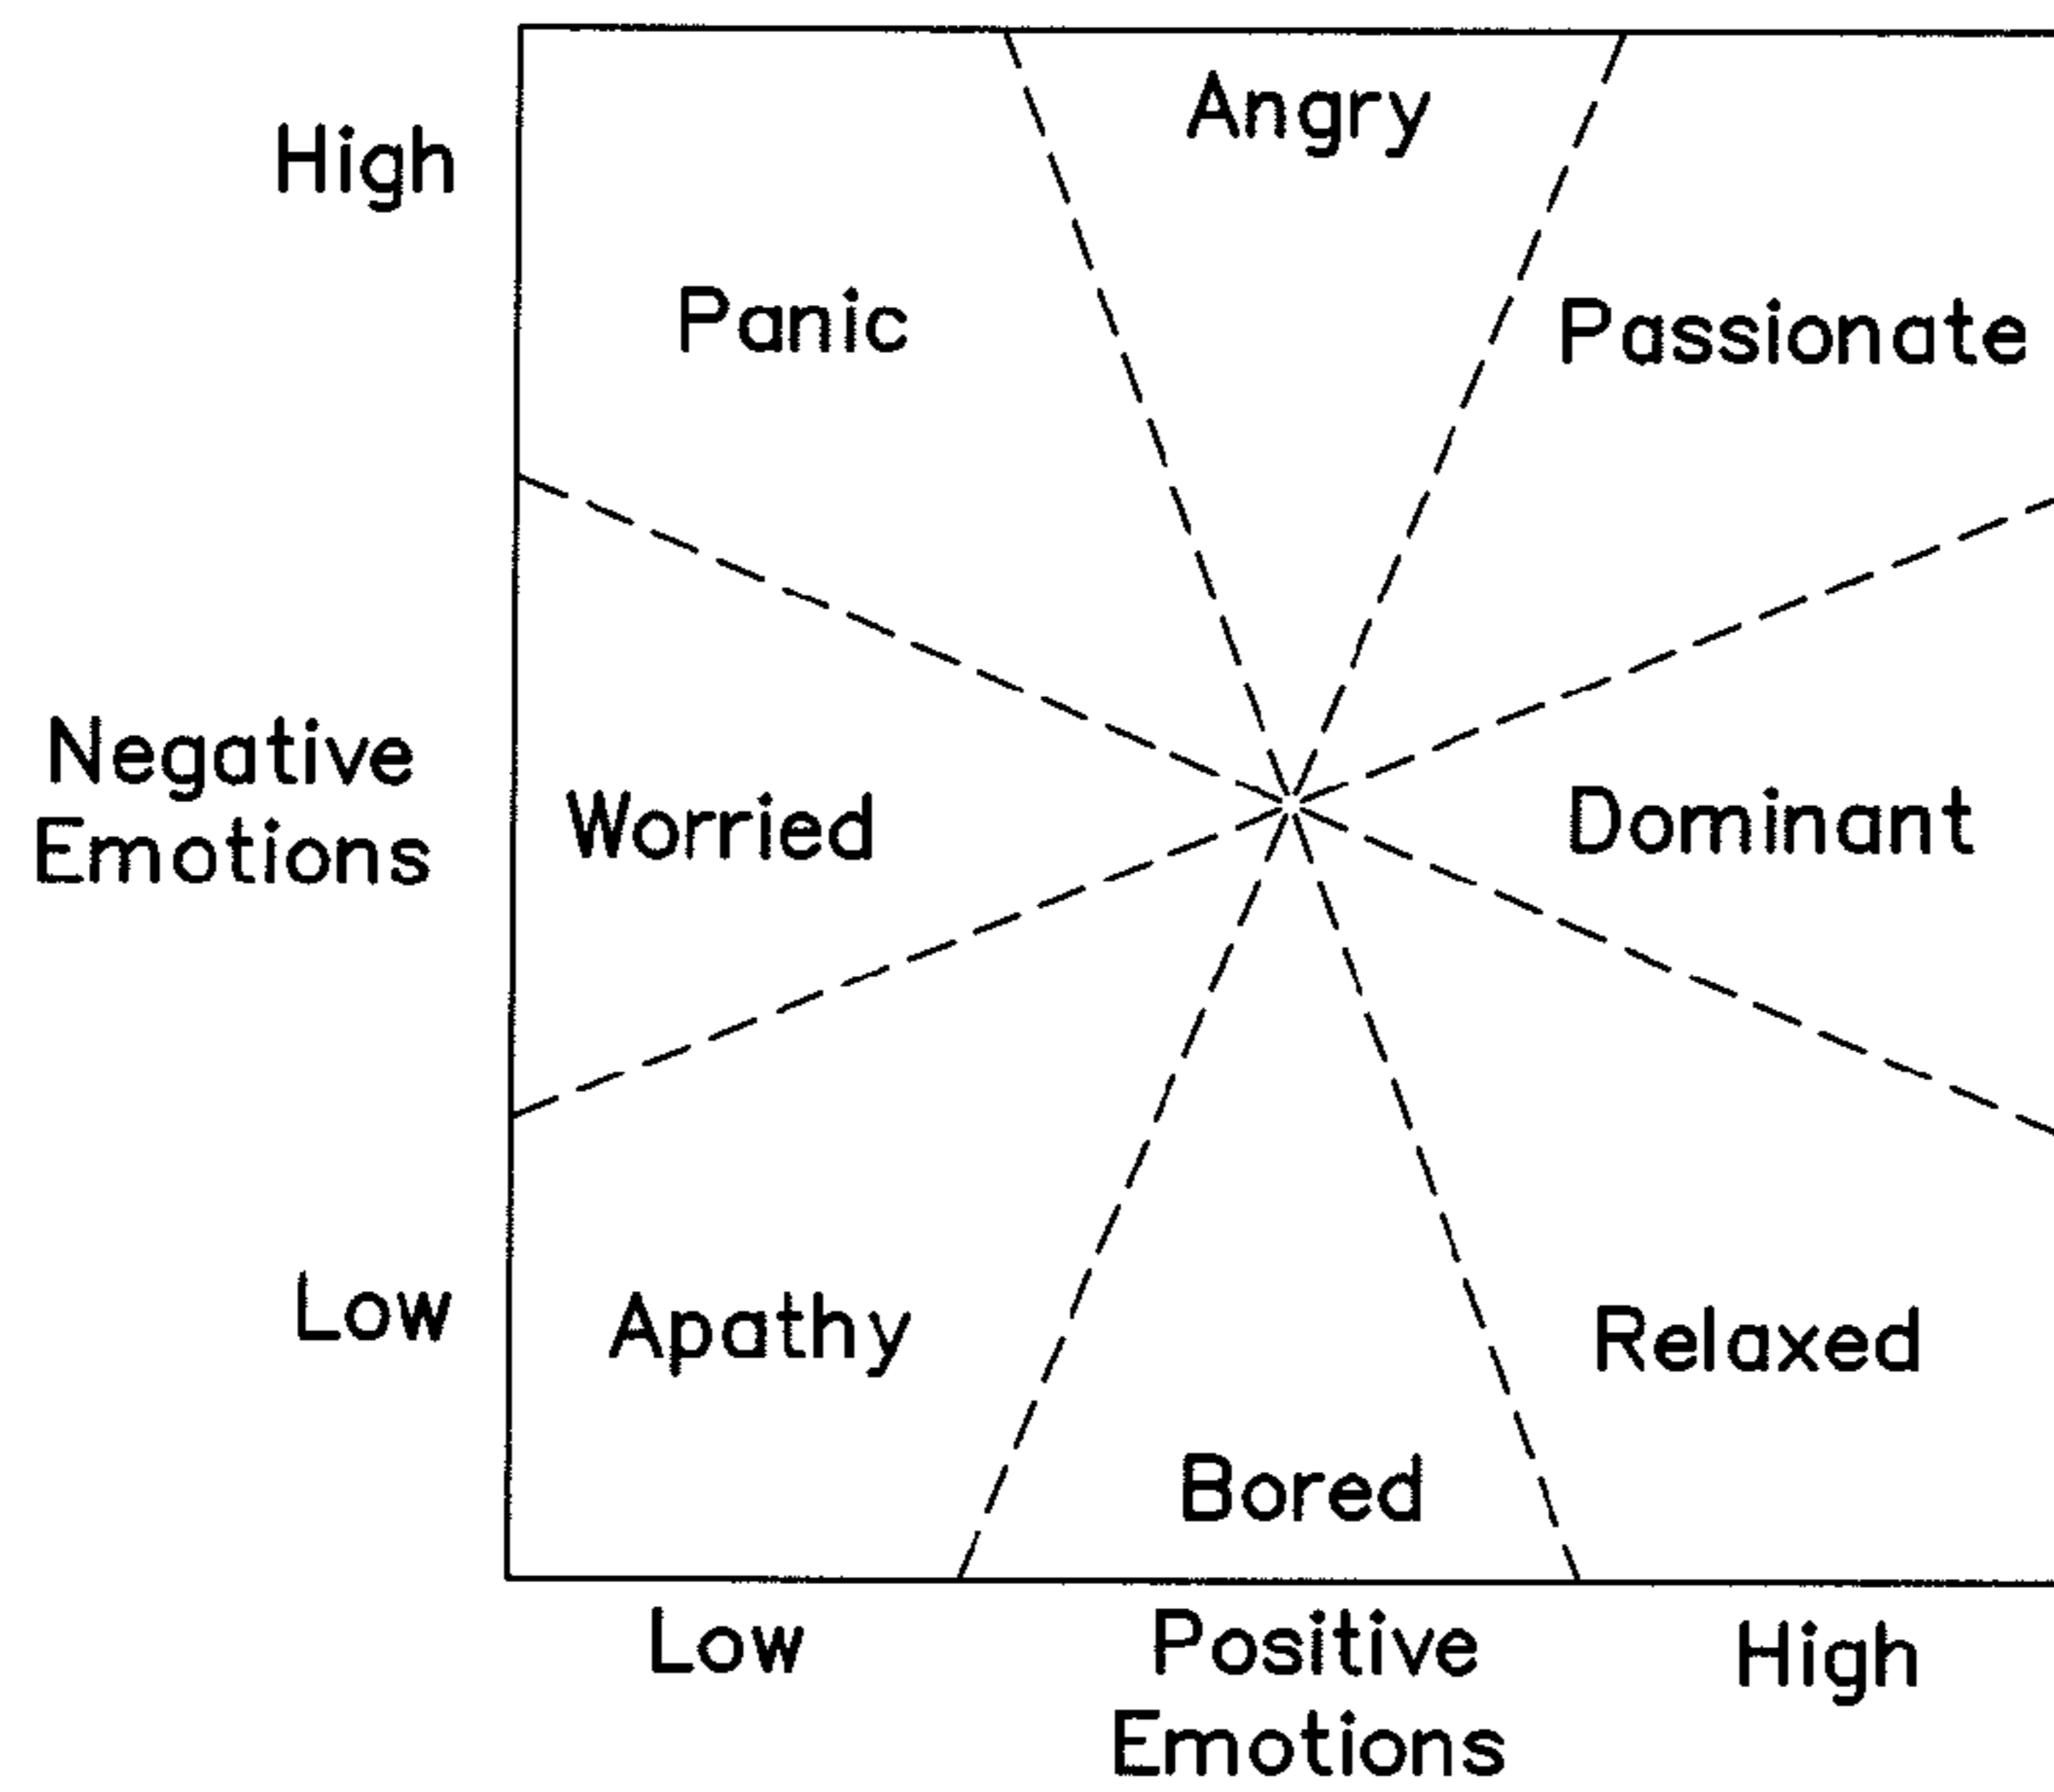 Angry
High
Panic
Passionate
Negative
Emotions
Worried
Dominant
Low
Apathy
Relaxed
Bored
Low
Positive
Emotions
High